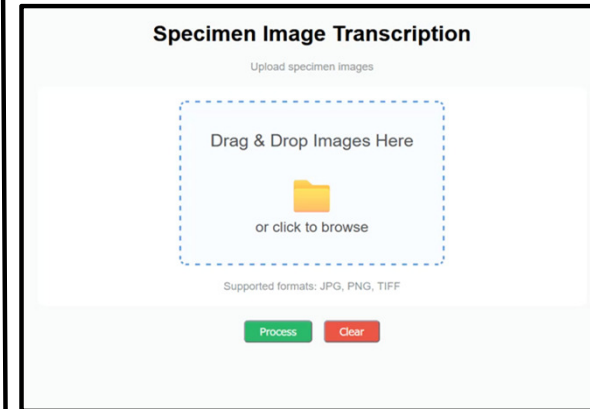 Specimen Image Transcription
Upload specimen images
Drag & Drop Images Here
or click to browse
Supported formats: JPG, PNG, TIFF
Process Clear